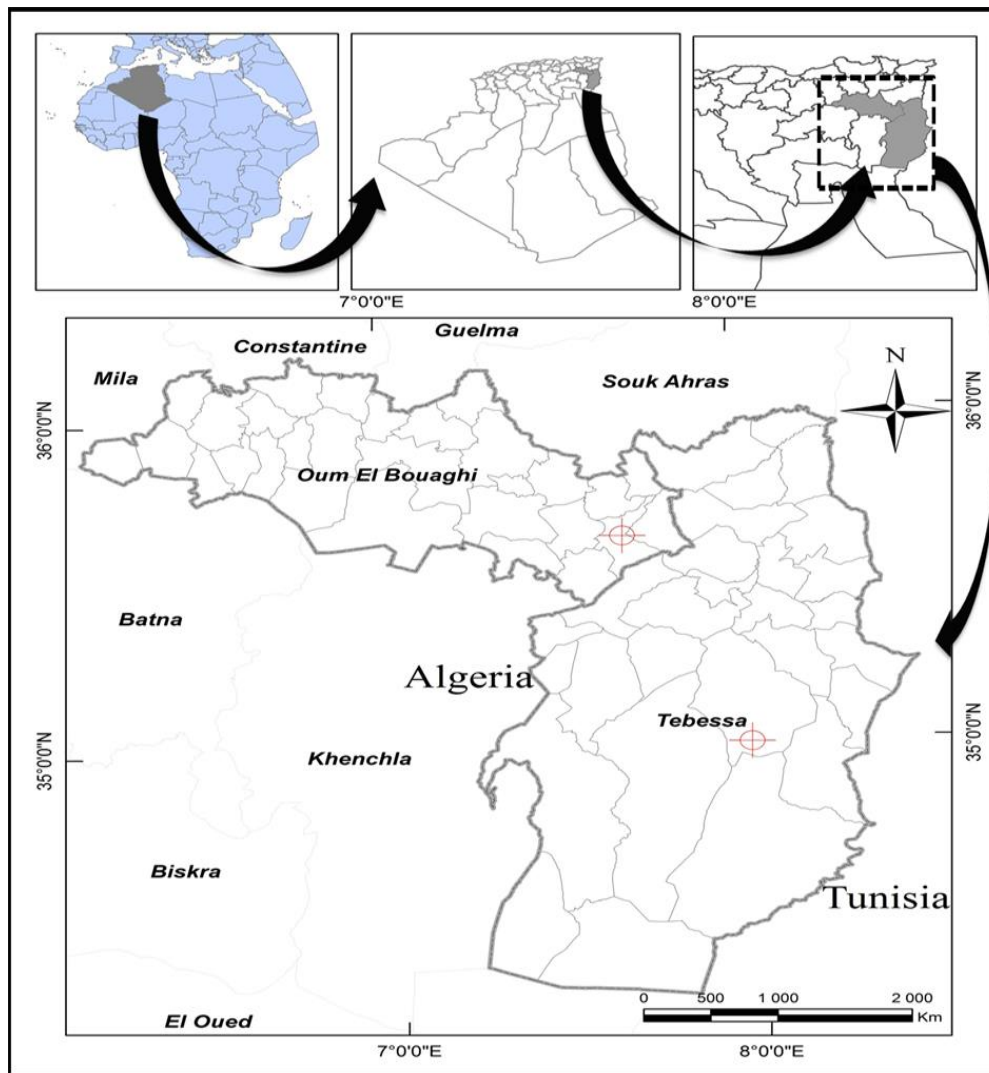 7°0'0"E
8°0'0"E
Guelma
Constantine
Mila
Souk Ahras
N
36°0'0"N
36°0'0"N
Oum El Bouaghi
Batna
Algeria
Tebessa
35°0'0"N
35°0'0"N
Khenchla
Biskra
Tunisia
0 500 1 000 2 000
Km
El Oued
7°0'0"E
8°0'0"E